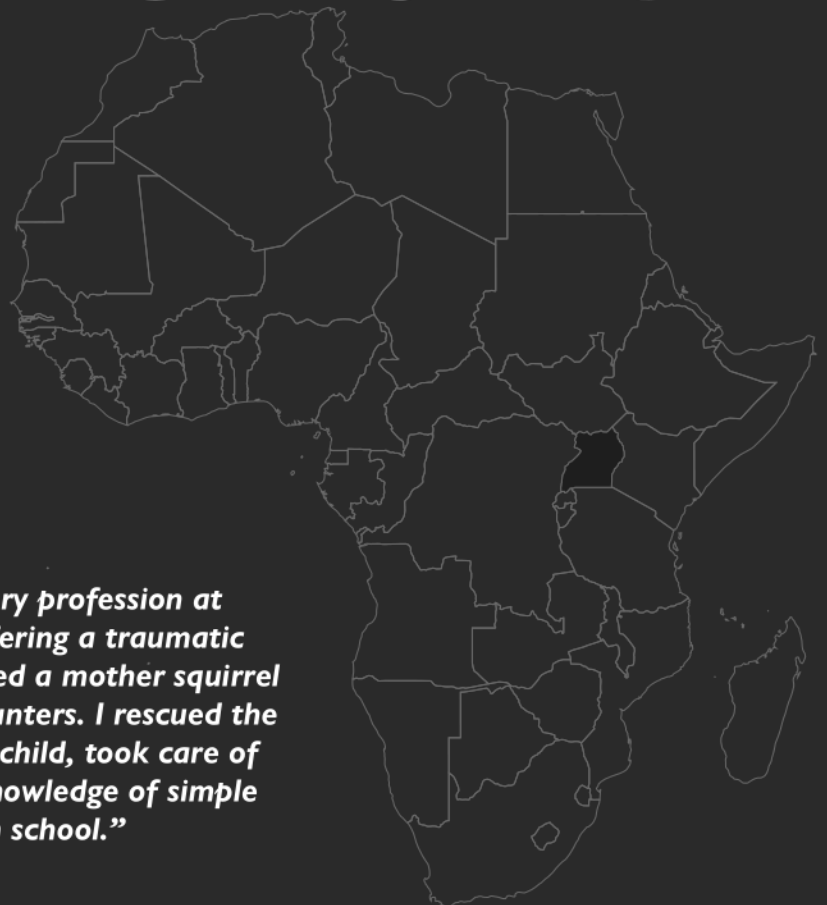 ry profession at
ering a traumatic
ed a mother squirrel
unters. I rescued the
child, took care of
nowledge of simple
school.”